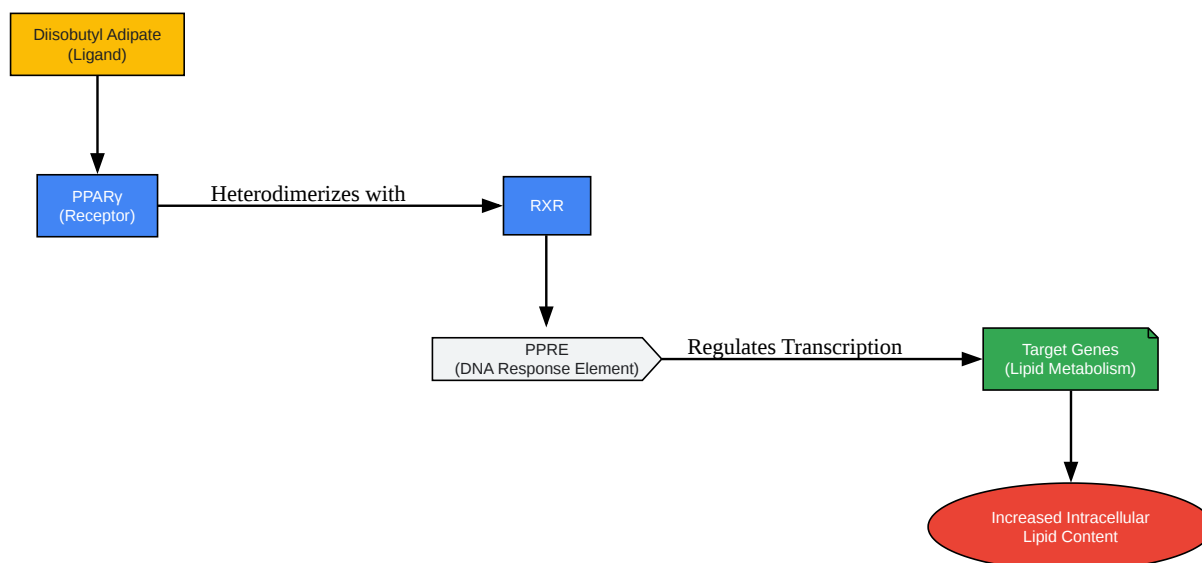 Diisobutyl Adipate
(Ligand)
PPARγ
(Receptor)
Heterodimerizes with
RXR
PPRE
(DNA Response Element)
Regulates Transcription
Target Genes
(Lipid Metabolism)
Increased Intracellular
Lipid Content